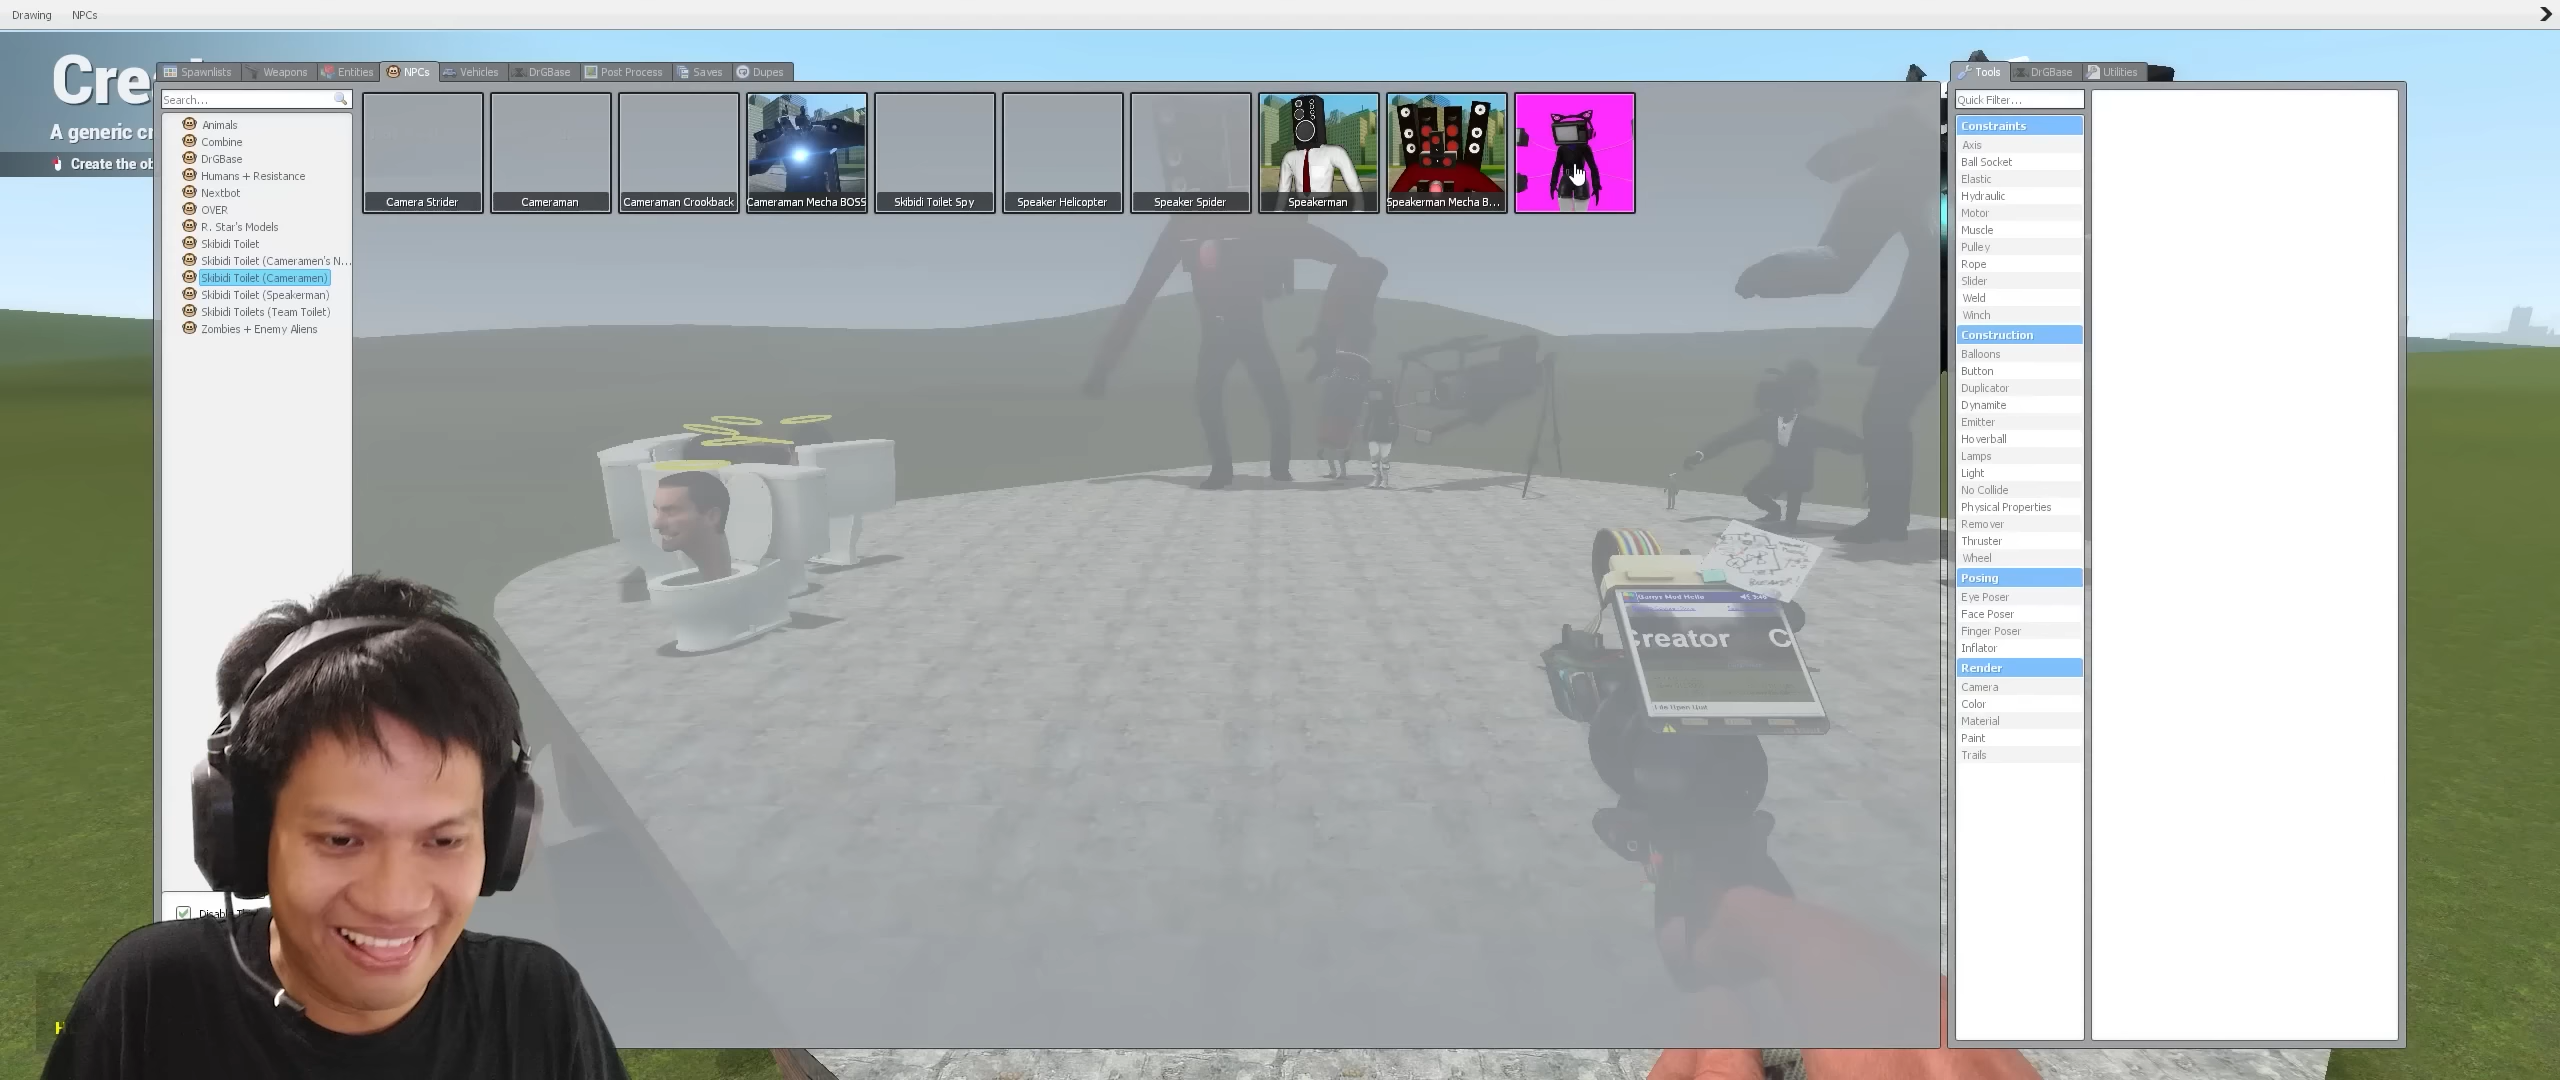 Drawing NPCs
Cre
A generic cr
Create the ob
Spawnlists Weapons Entities NPCs Vehicles DrGBase Post Process Saves Dupes
Search...
Animals
Combine
DrGBase
Humans + Resistance
Nextbot
OVER
R. Star's Models
Skibidi Toilet
Skibidi Toilet (Cameramen's N...
Skibidi Toilet (Cameramen)
Skibidi Toilet (Speakerman)
Skibidi Toilets (Team Toilet)
Zombies + Enemy Aliens
Camera Strider
Cameraman
Cameraman Crookback
Cameraman Mecha BOSS
Skibidi Toilet Spy
Speaker Helicopter
Speaker Spider
Speakerman
Speakerman Mecha B...
Creator C
H
Tools DrGBase Utilities
Quick Filter...
Constraints
Axis
Ball Socket
Elastic
Hydraulic
Motor
Muscle
Pulley
Rope
Slider
Weld
Winch
Construction
Balloons
Button
Duplicator
Dynamite
Emitter
Hoverball
Lamps
Light
No Collide
Physical Properties
Remover
Thruster
Wheel
Posing
Eye Poser
Face Poser
Finger Poser
Inflator
Render
Camera
Color
Material
Paint
Trails